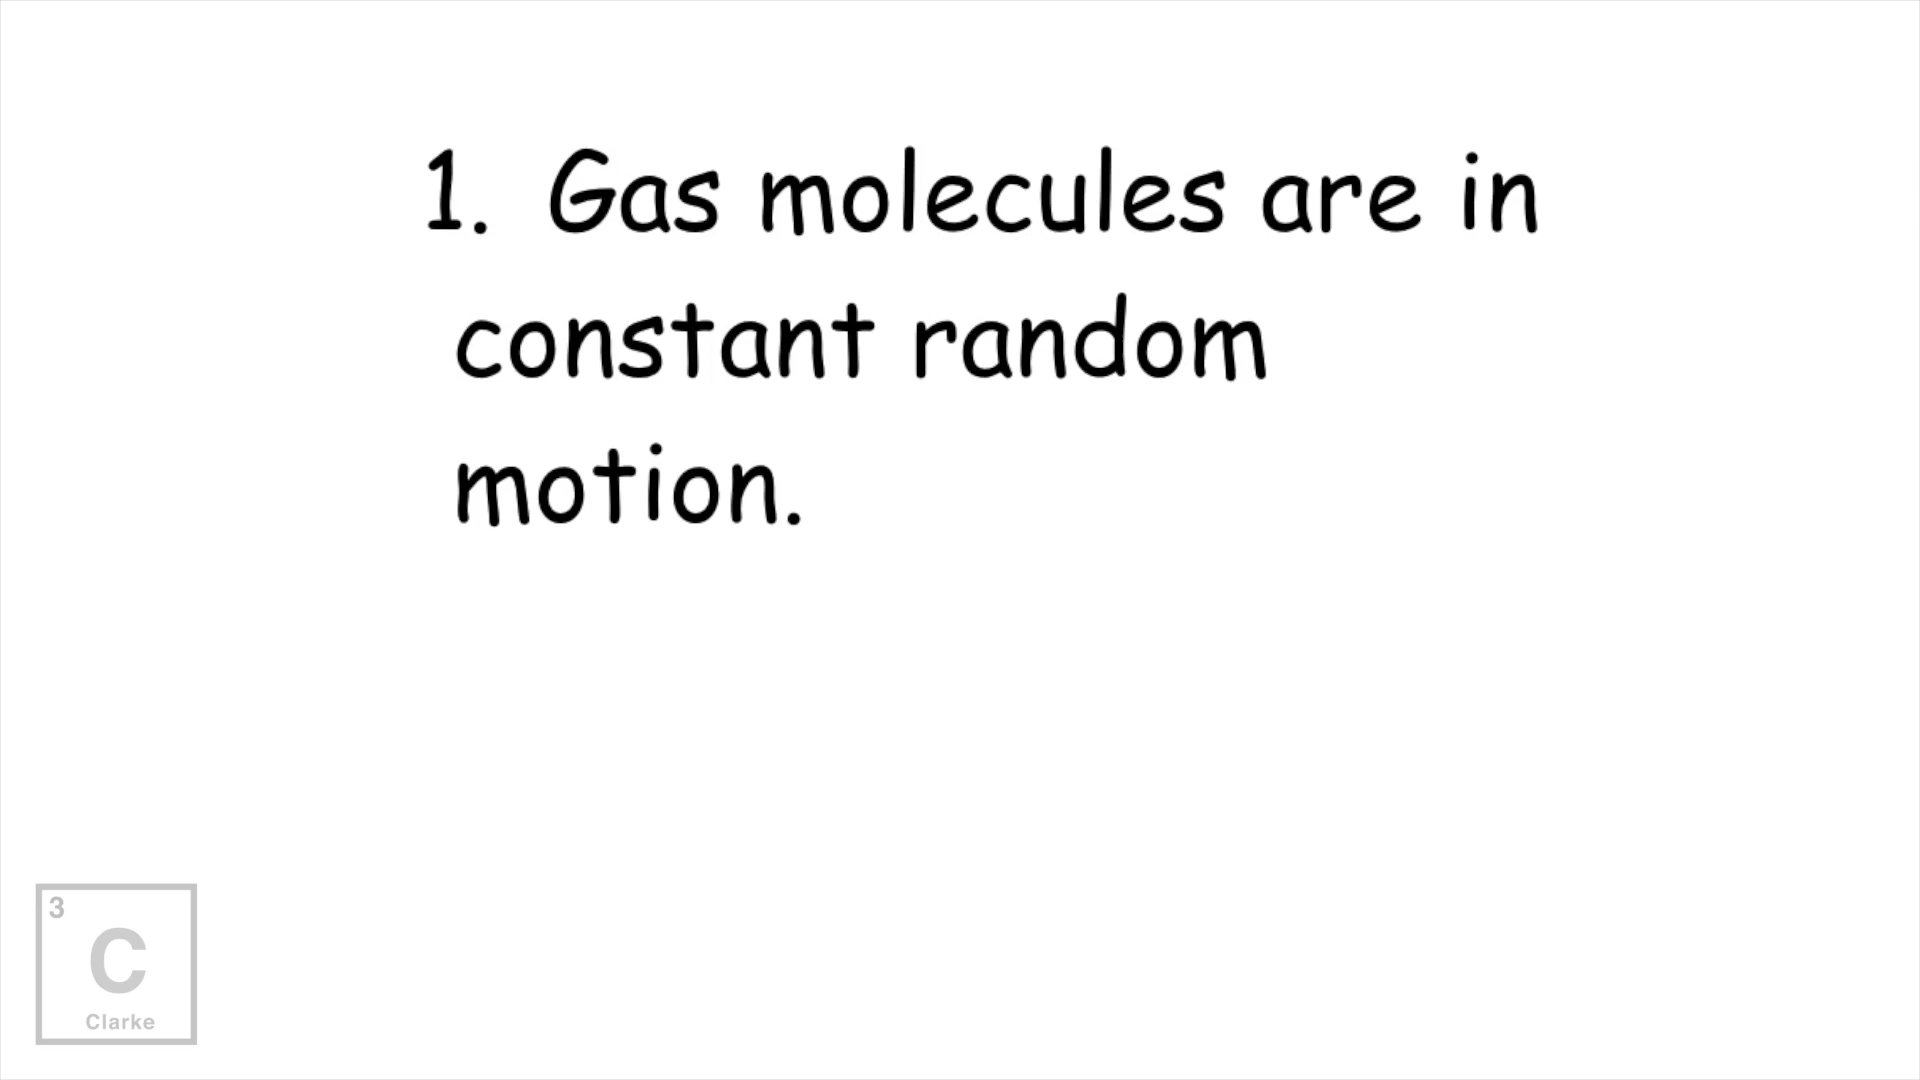 1. Gas molecules are in
constant random
motion.
3
C
Clarke